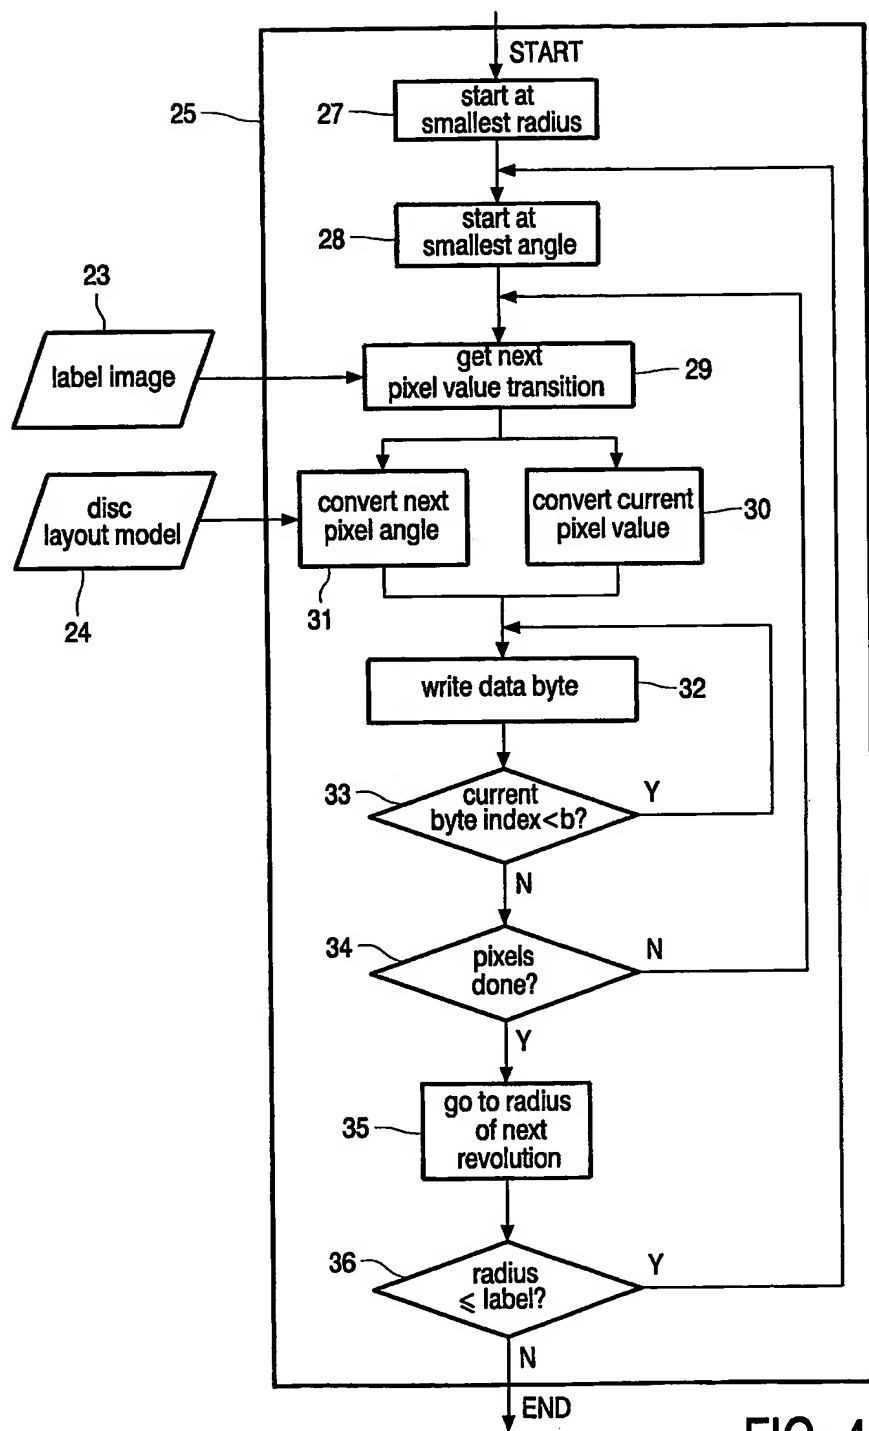 START
25
27
start at
smallest radius
28
start at
smallest angle
23
label image
get next
pixel value transition
29
disc
layout model
24
convert next
pixel angle
31
convert current
pixel value
30
write data byte
32
33
current
byte index<b?
Y
N
34
pixels
done?
N
Y
35
go to radius
of next
revolution
36
radius
⩽ label?
Y
N
END
FIG. 4